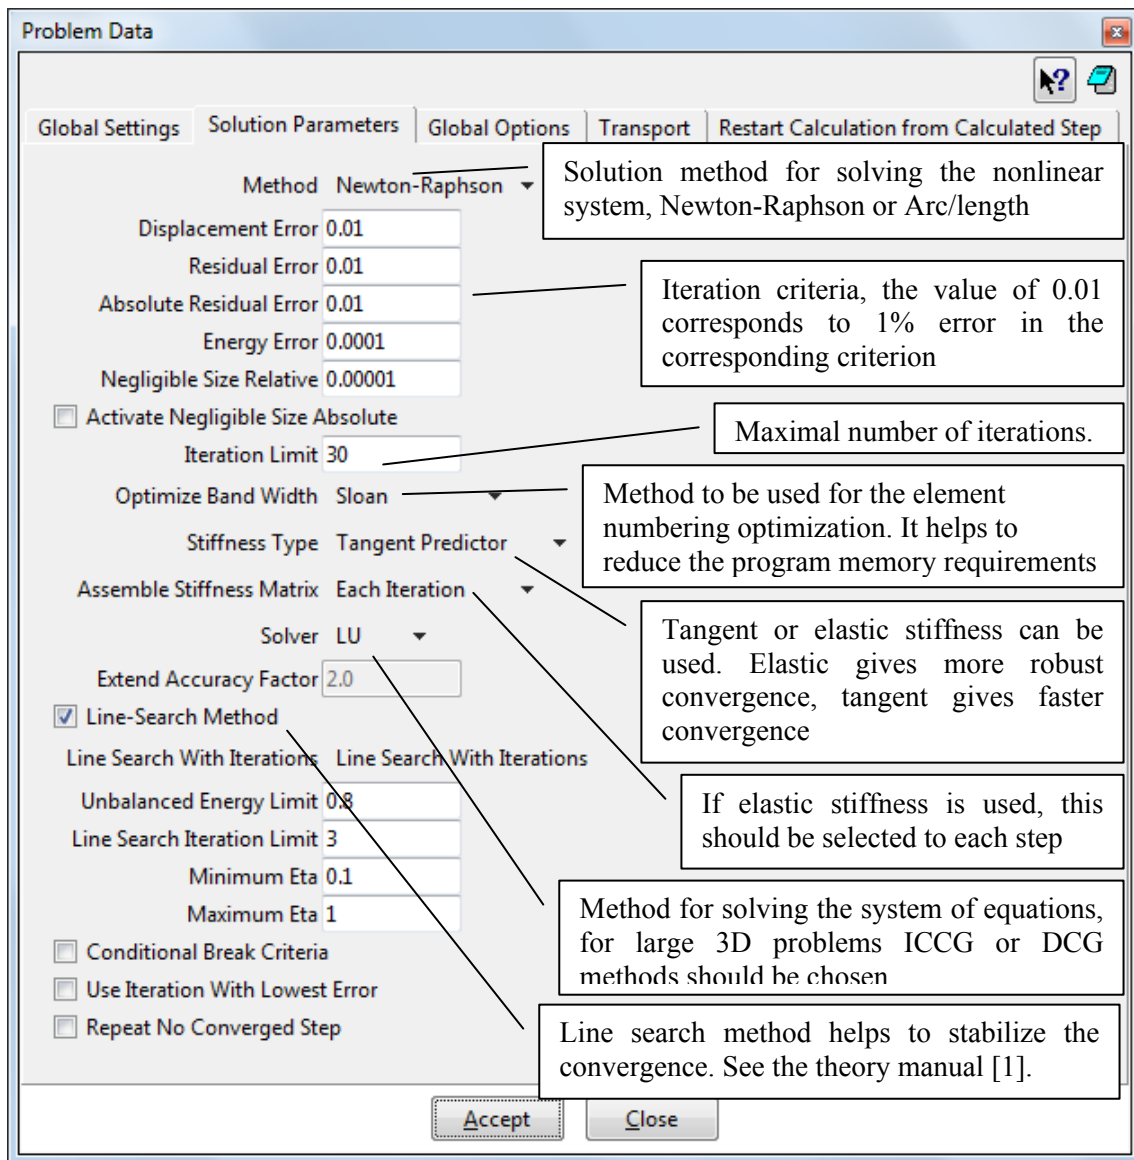 Problem Data
Global Settings Solution Parameters Global Options Transport Restart Calculation from Calculated Step
Method Newton-Raphson
Solution method for solving the nonlinear
system, Newton-Raphson or Arc/length
Displacement Error 0.01
Residual Error 0.01
Absolute Residual Error 0.01
Energy Error 0.0001
Negligible Size Relative 0.00001
Iteration criteria, the value of 0.01
corresponds to 1% error in the
corresponding criterion
Activate Negligible Size Absolute
Iteration Limit 30
Maximal number of iterations.
Optimize Band Width Sloan
Method to be used for the element
numbering optimization. It helps to
reduce the program memory requirements
Stiffness Type Tangent Predictor
Assemble Stiffness Matrix Each Iteration
Solver LU
Extend Accuracy Factor 2.0
Tangent or elastic stiffness can be
used. Elastic gives more robust
convergence, tangent gives faster
convergence
Line-Search Method
Line Search With Iterations Line Search With Iterations
Unbalanced Energy Limit 0.8
Line Search Iteration Limit 3
Minimum Eta 0.1
Maximum Eta 1
If elastic stiffness is used, this
should be selected to each step
Method for solving the system of equations,
for large 3D problems ICCG or DCG
methods should be chosen
Conditional Break Criteria
Use Iteration With Lowest Error
Repeat No Converged Step
Line search method helps to stabilize the
convergence. See the theory manual [1].
Accept Close